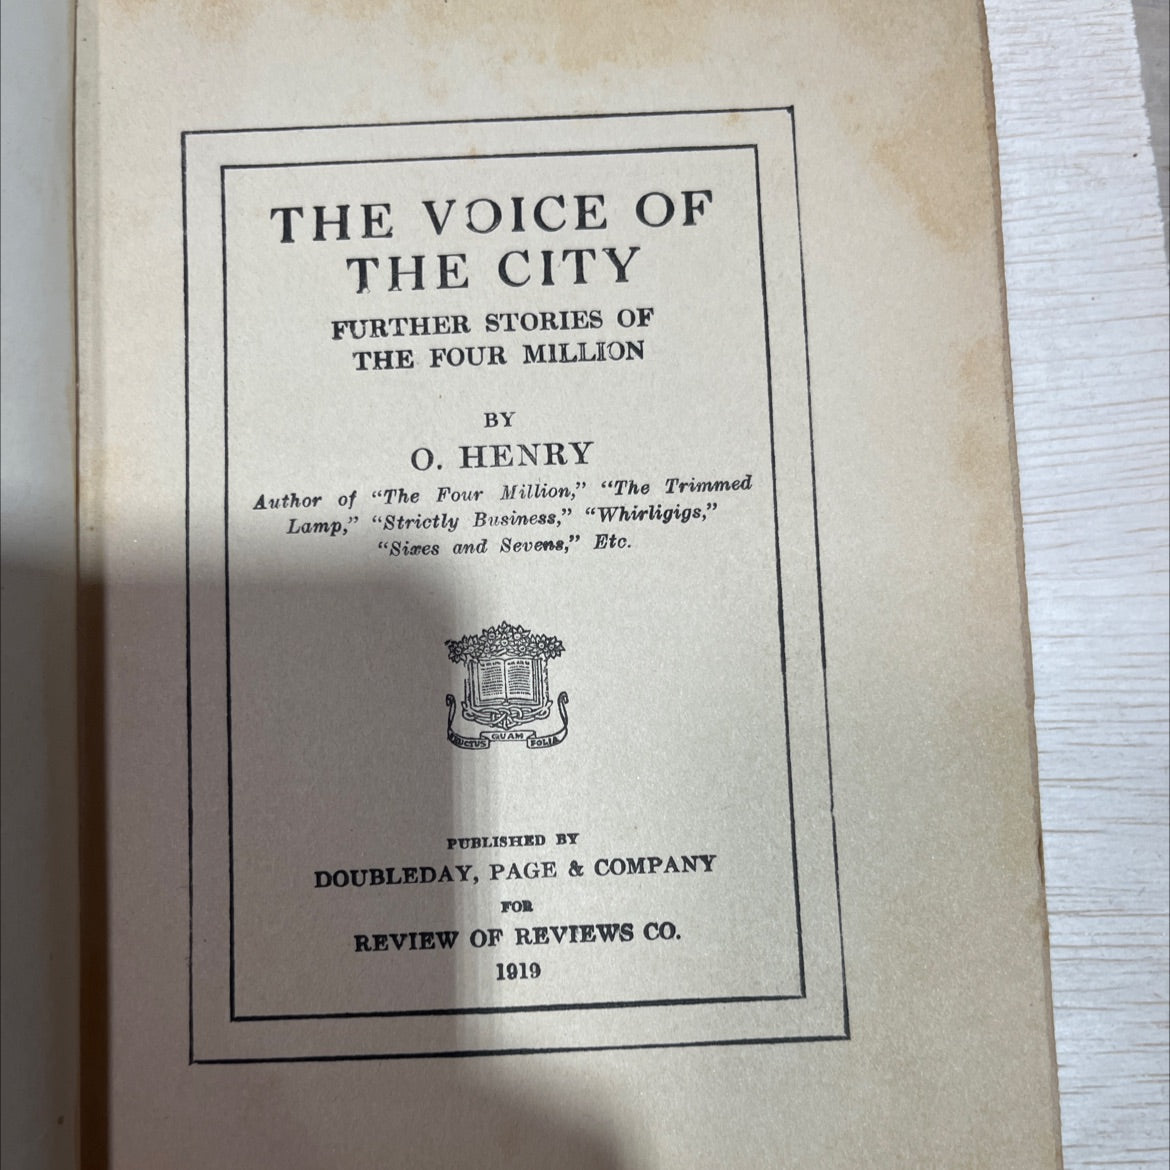 THE VOICE OF
THE CITY
FURTHER STORIES OF
THE FOUR MILLION
BY
O. HENRY
Author of “The Four Million,” “The Trimmed
Lamp,” “Strictly Business,” “Whirligigs,”
“Sixes and Sevens,” Etc.
FRUCTUS QUAM FOLIA
PUBLISHED BY
DOUBLEDAY, PAGE & COMPANY
FOR
REVIEW OF REVIEWS CO.
1919